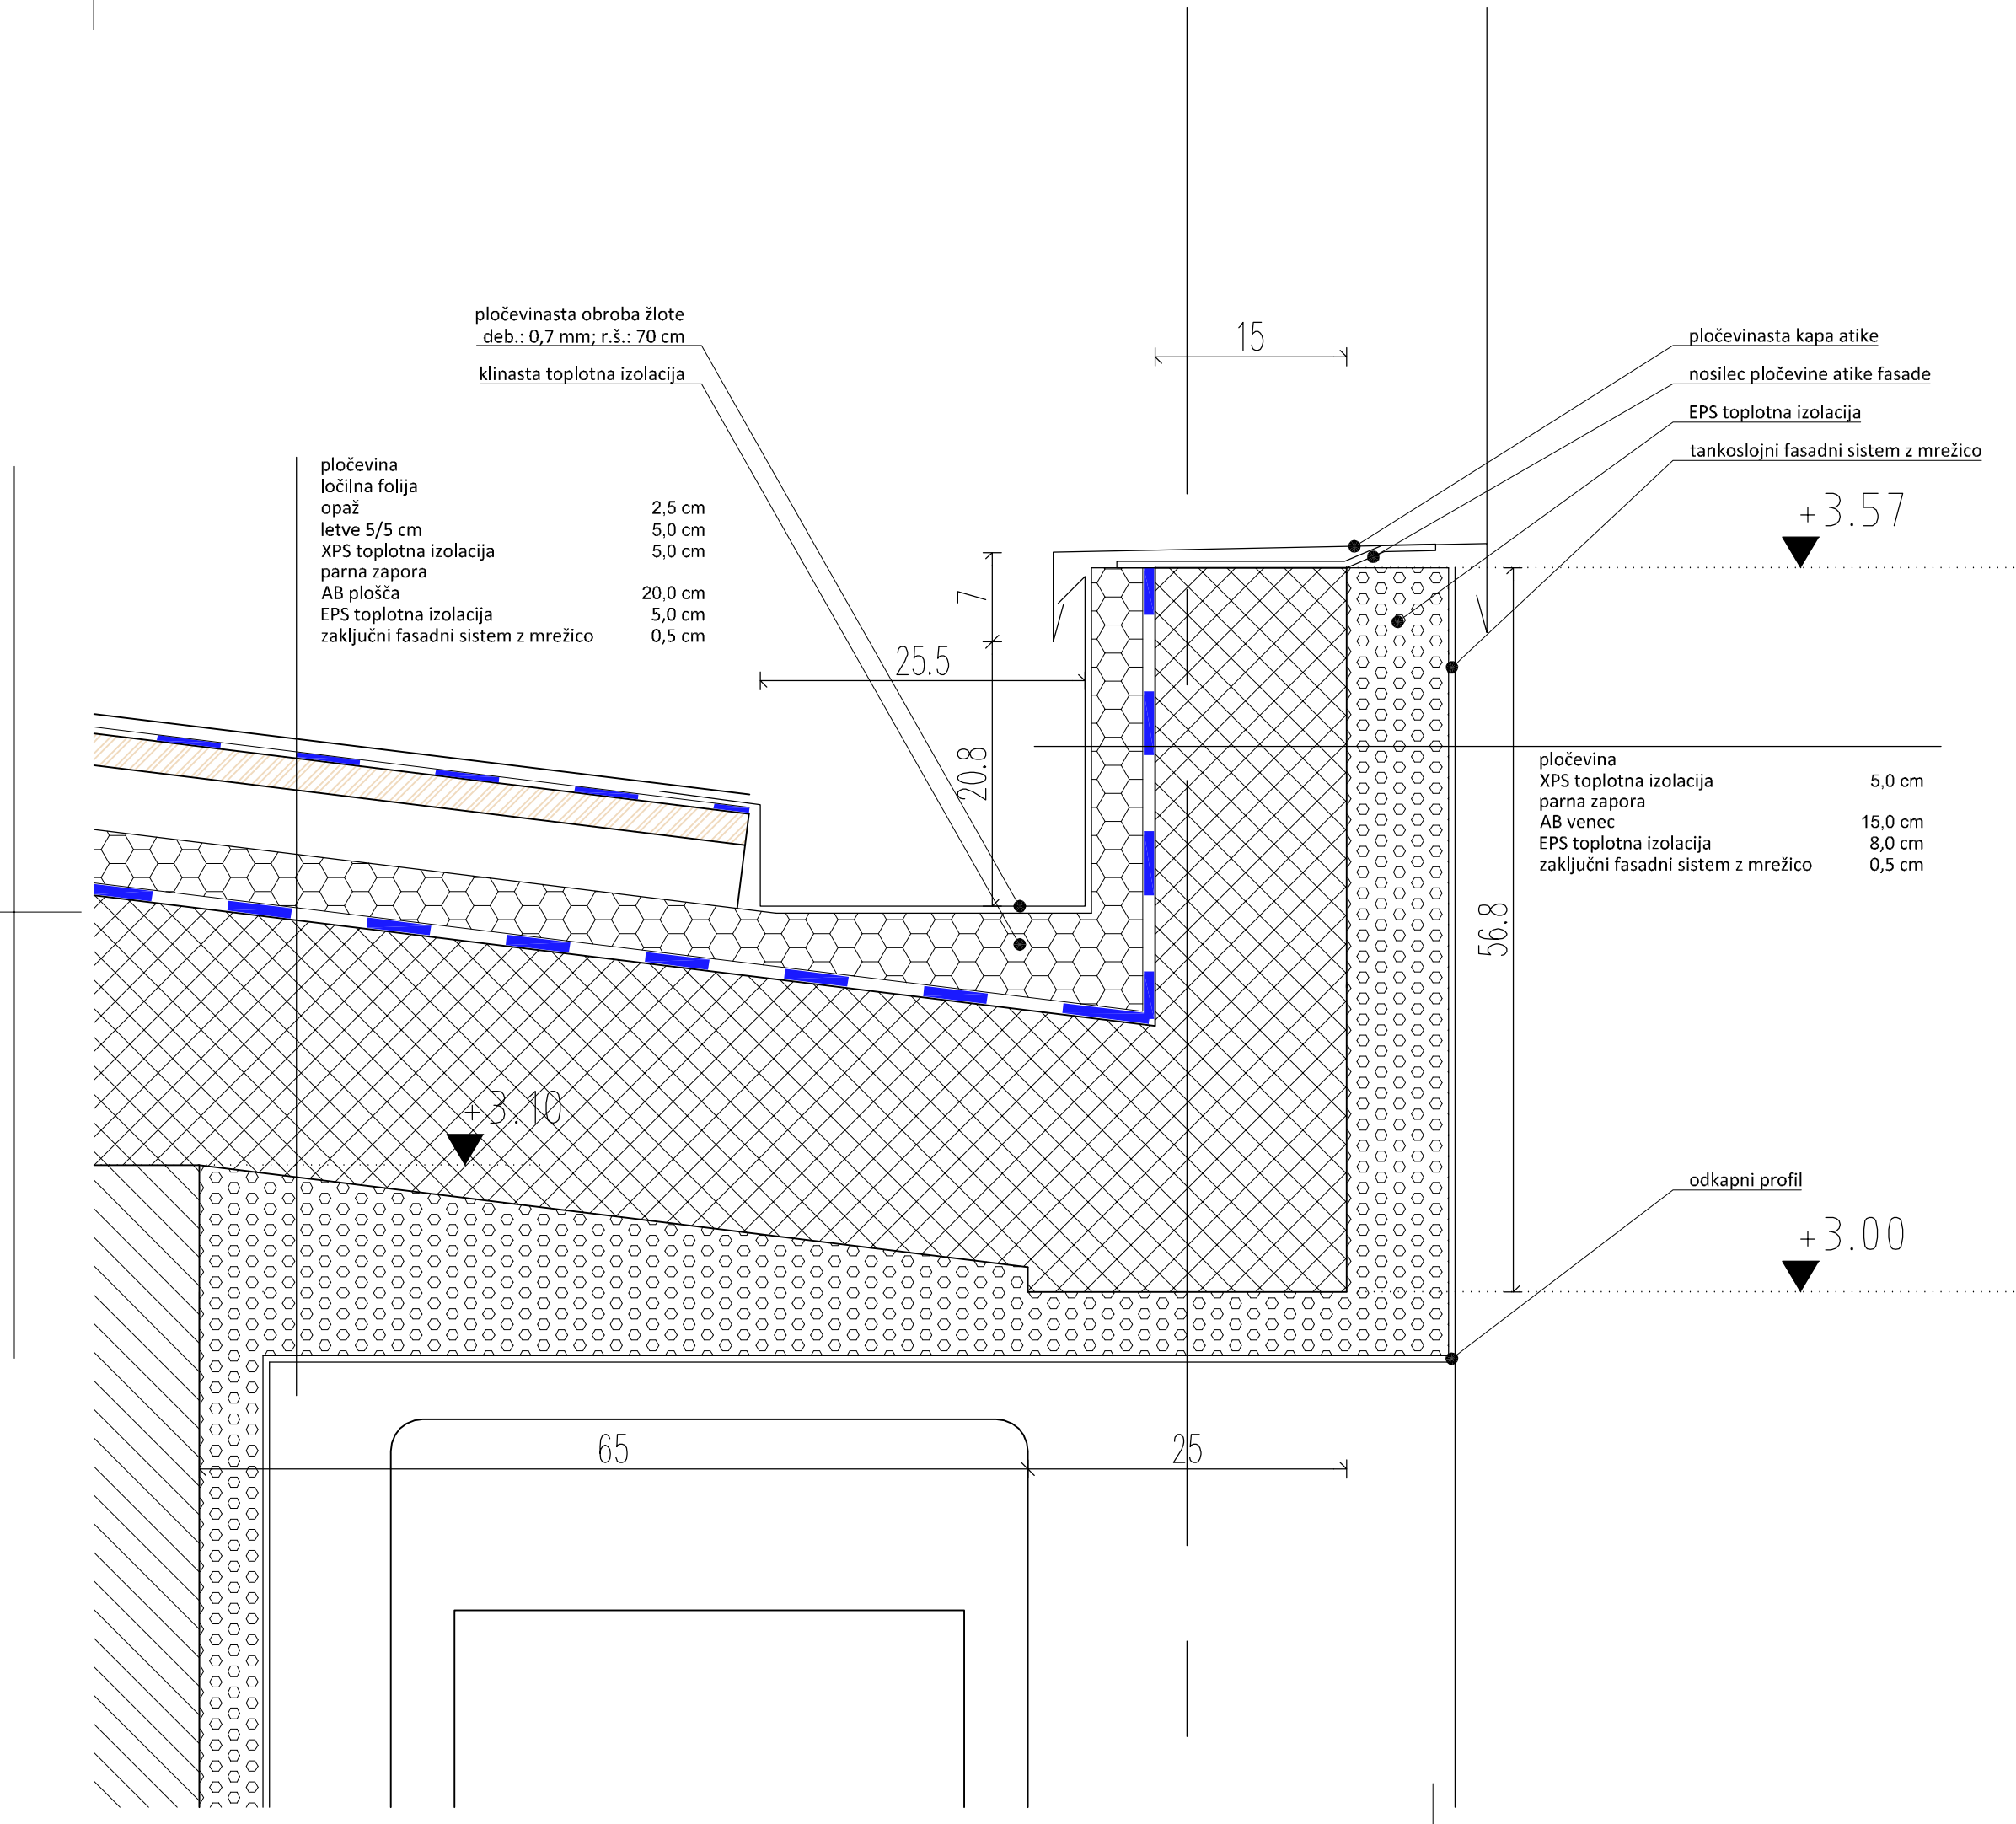 pločevinasta obroba žlote
deb.: 0,7 mm; r.š.: 70 cm
klinasta toplotna izolacija
15
pločevinasta kapa atike
nosilec pločevine atike fasade
EPS toplotna izolacija
tankoslojni fasadni sistem z mrežico
+3.57
pločevina
ločilna folija
opaž 2,5 cm
letve 5/5 cm 5,0 cm
XPS toplotna izolacija 5,0 cm
parna zapora
AB plošča 20,0 cm
EPS toplotna izolacija 5,0 cm
zaključni fasadni sistem z mrežico 0,5 cm
7
25.5
20.8
pločevina
XPS toplotna izolacija 5,0 cm
parna zapora
AB venec 15,0 cm
EPS toplotna izolacija 8,0 cm
zaključni fasadni sistem z mrežico 0,5 cm
56.8
+3.10
odkapni profil
+3.00
65
25